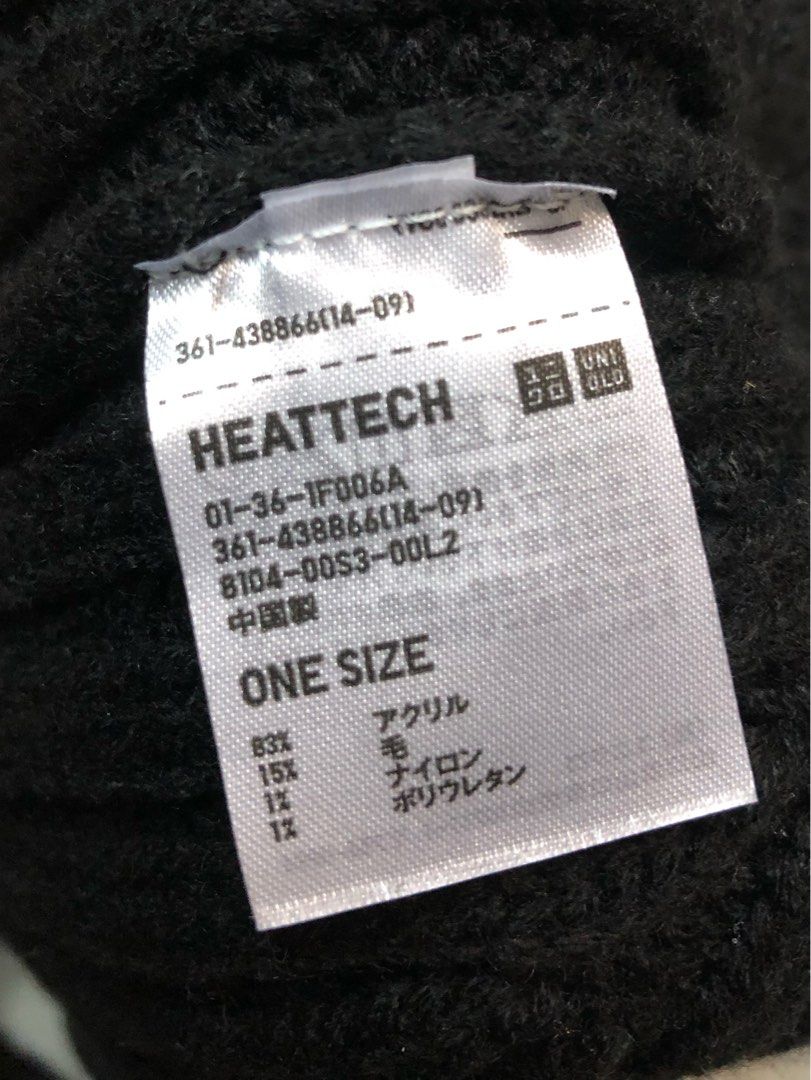 361-438866(14-09)
HEATTECH
ユニ
クロ
UNI
QLO
01-36-1F006A
361-438866(14-09)
8104-00S3-00L2
中国製
ONE SIZE
83% アクリル
15% 毛
1% ナイロン
1% ポリウレタン